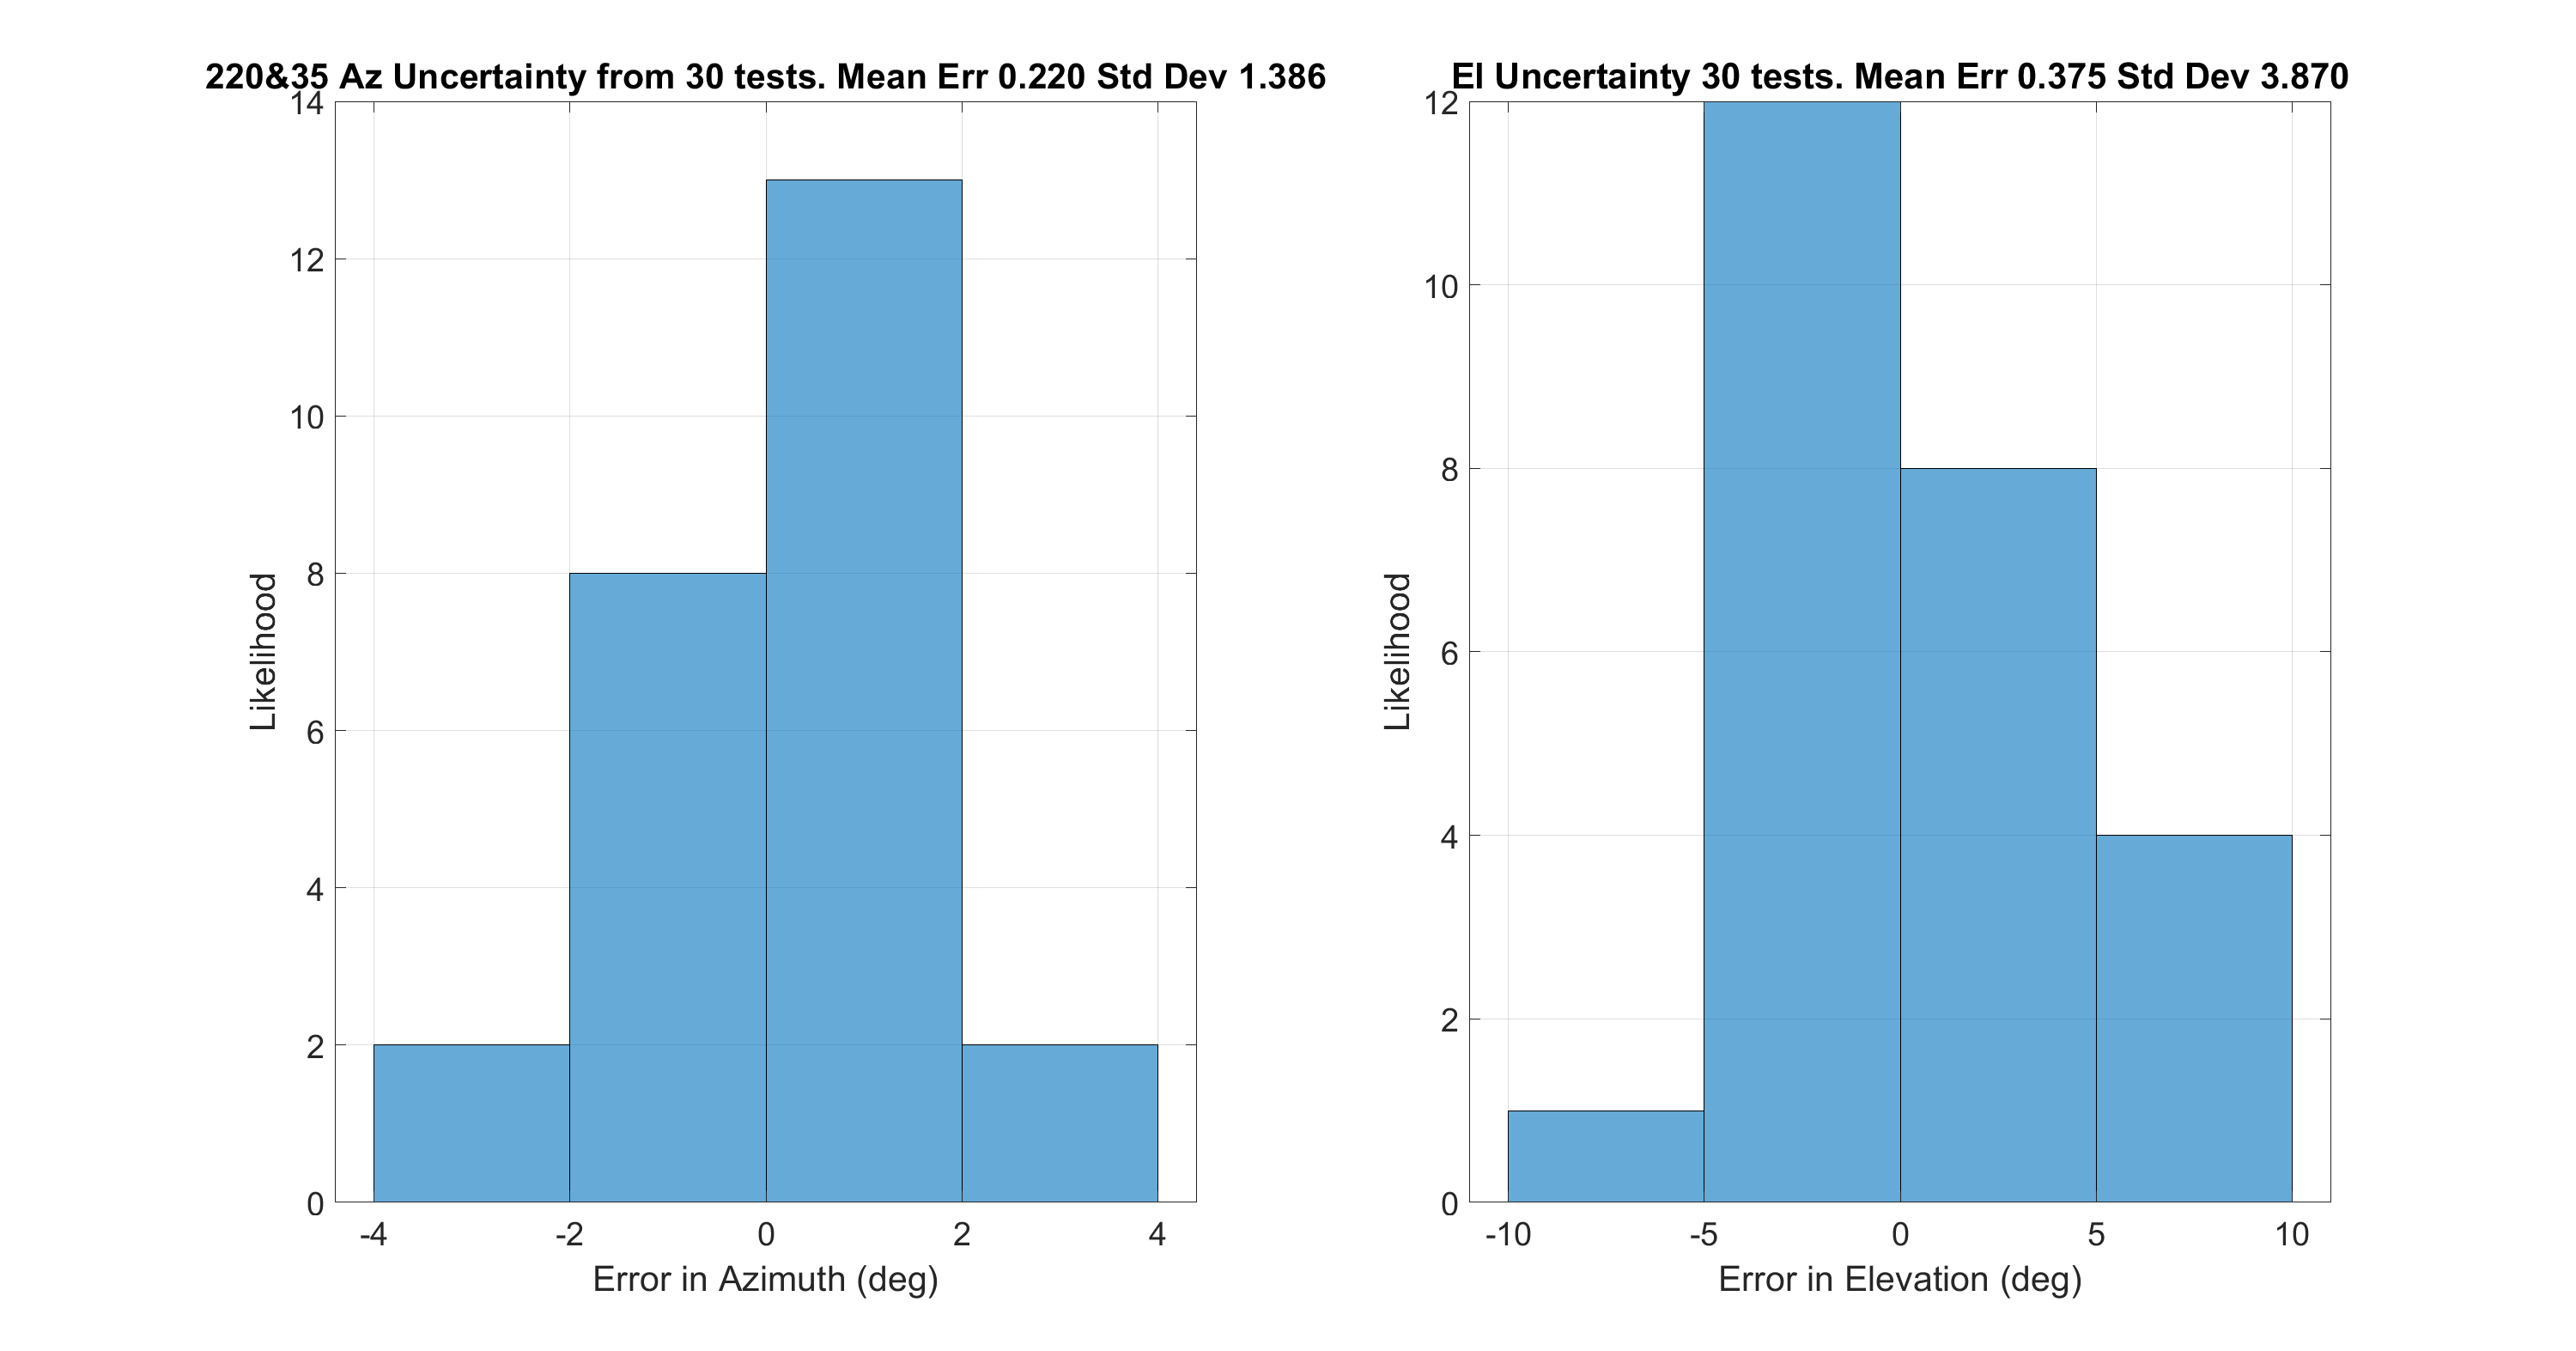 220&35 Az Uncertainty from 30 tests. Mean Err 0.220 Std Dev 1.386
14
12
10
8
6
4
2
0
Likelihood
-4 -2 0 2 4
Error in Azimuth (deg)
El Uncertainty 30 tests. Mean Err 0.375 Std Dev 3.870
12
10
8
6
4
2
0
Likelihood
-10 -5 0 5 10
Error in Elevation (deg)